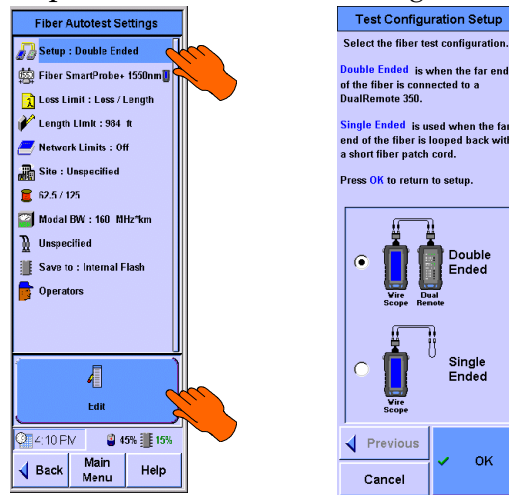 Fiber Autotest Settings
Setup : Double Ended
Fiber SmartProbe+ 1550nm
Loss Limit : Loss / Length
Length Limit : 984 ft
Network Limits : Off
Site : Unspecified
62.5 / 125
Modal BW : 160 MHz*km
Unspecified
Save to : Internal Flash
Operators
Edit
4:10 PM
45%
15%
Back
Main
Menu
Help
Test Configuration Setup
Select the fiber test configuration.
Double Ended is when the far end
of the fiber is connected to a
DualRemote 350.
Single Ended is used when the far
end of the fiber is looped back with
a short fiber patch
cord.
Press OK to return to setup.
Double
Ended
Wire
Scope
Dual
Remote
Single
Ended
Wire
Scope
Previous
OK
Cancel